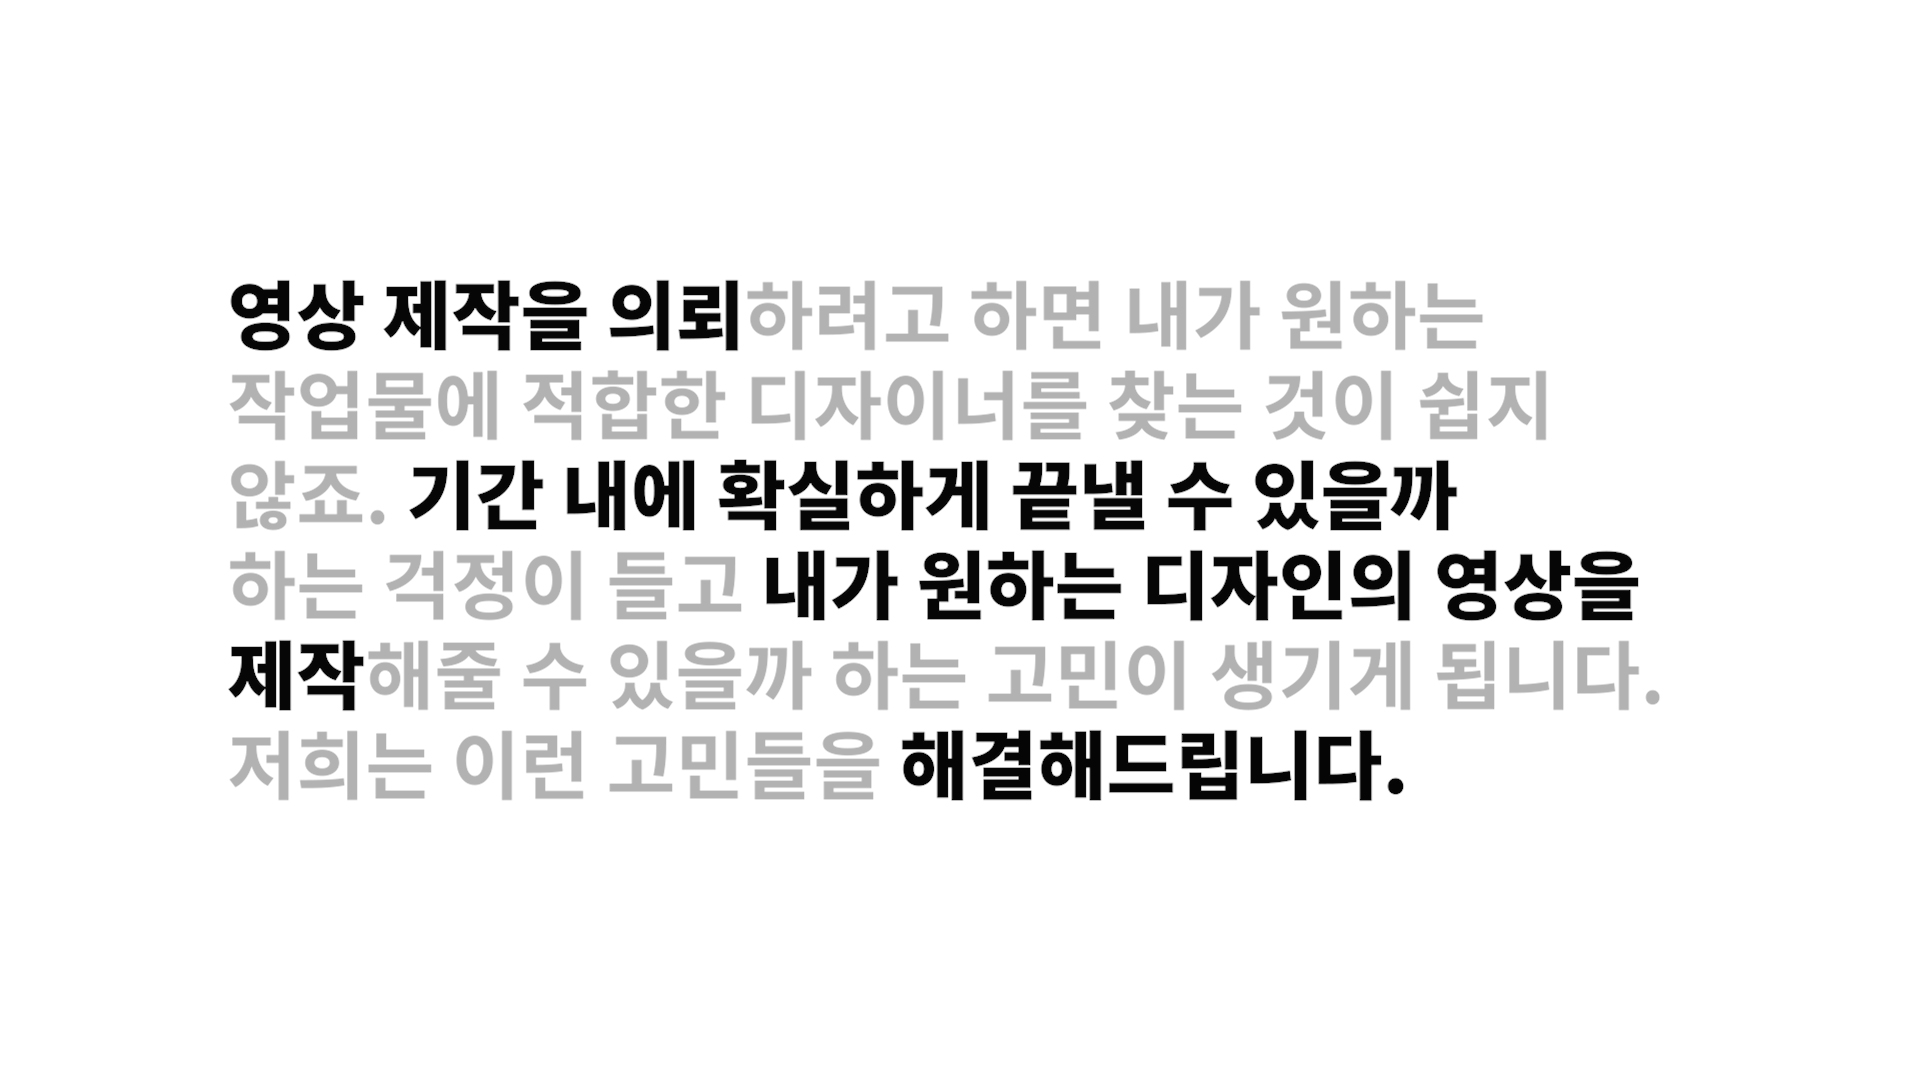 영상 제작을 의뢰하려고 하면 내가 원하는
작업물에 적합한 디자이너를 찾는 것이 쉽지
않죠. 기간 내에 확실하게 끝낼 수 있을까
하는 걱정이 들고 내가 원하는 디자인의 영상을
제작해줄 수 있을까 하는 고민이 생기게 됩니다.
저희는 이런 고민들을 해결해드립니다.